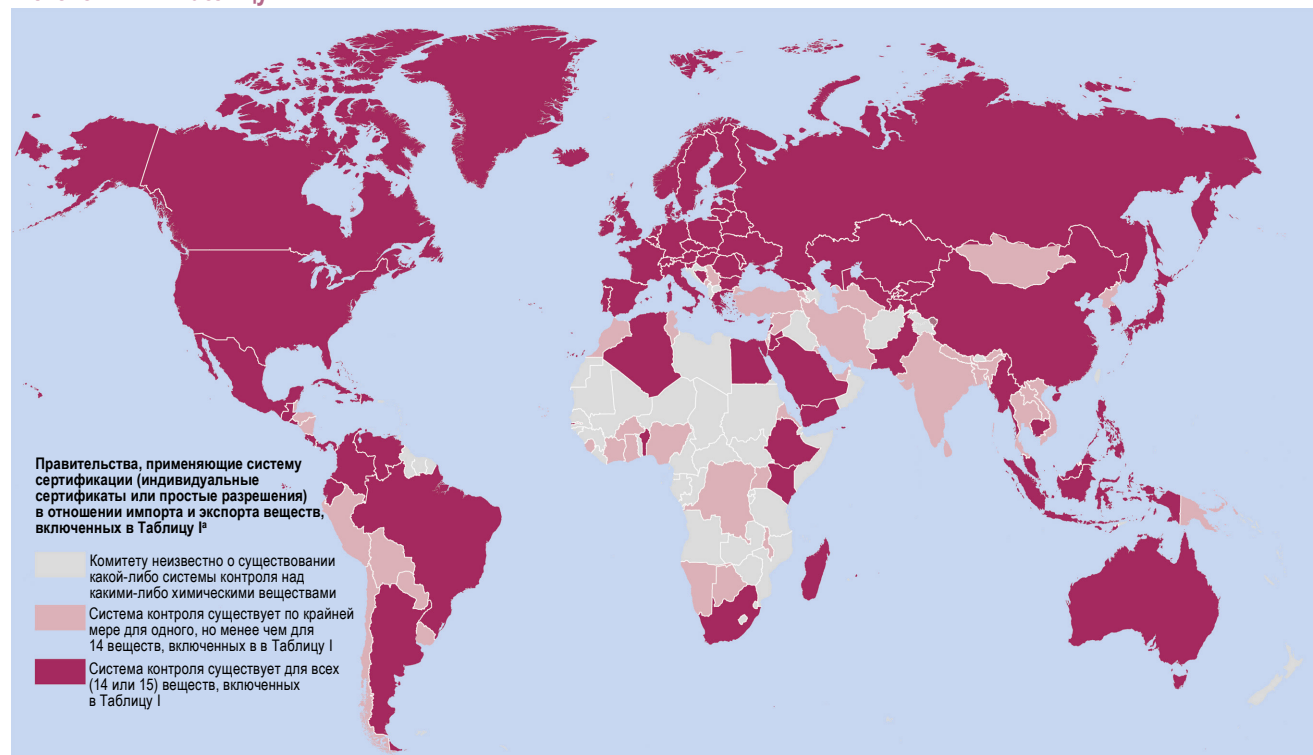 Правительства, применяющие систему
сертификации (индивидуальные
сертификаты или простые разрешения)
в отношении импорта и экспорта веществ,
включенных в Таблицу Iª
Комитету неизвестно о существовании
какой-либо системы контроля над
какими-либо химическими веществами
Система контроля существует по крайней
мере для одного, но менее чем для
14 веществ, включенных в в Таблицу I
Система контроля существует для всех
(14 или 15) веществ, включенных
в Таблицу I